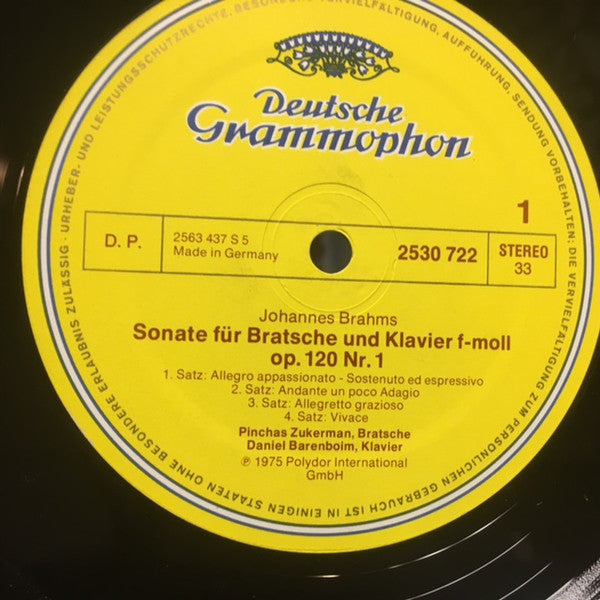 Deutsche
Grammophon
1
D. P.
2563 437 S 5
Made in Germany
2530 722
STEREO
33
Johannes Brahms
Sonate für Bratsche und Klavier f-moll
op. 120 Nr. 1
1. Satz: Allegro appassionato - Sostenuto ed espressivo
2. Satz: Andante un poco Adagio
3. Satz: Allegretto grazioso
4. Satz: Vivace
Pinchas Zukerman, Bratsche
Daniel Barenboim, Klavier
℗ 1975 Polydor International
GmbH
URHEBER- UND LEISTUNGSSCHUTZRECHTE, BESONDERS VERVIELFÄLTIGUNG, AUFFÜHRUNG, SENDUNG VORBEHALTEN; DIE VERVIELFÄLTIGUNG ZUM PERSÖNLICHEN GEBRAUCH IST IN EINIGEN STAATEN OHNE BESONDERE ERLAUBNIS ZULÄSSIG ·